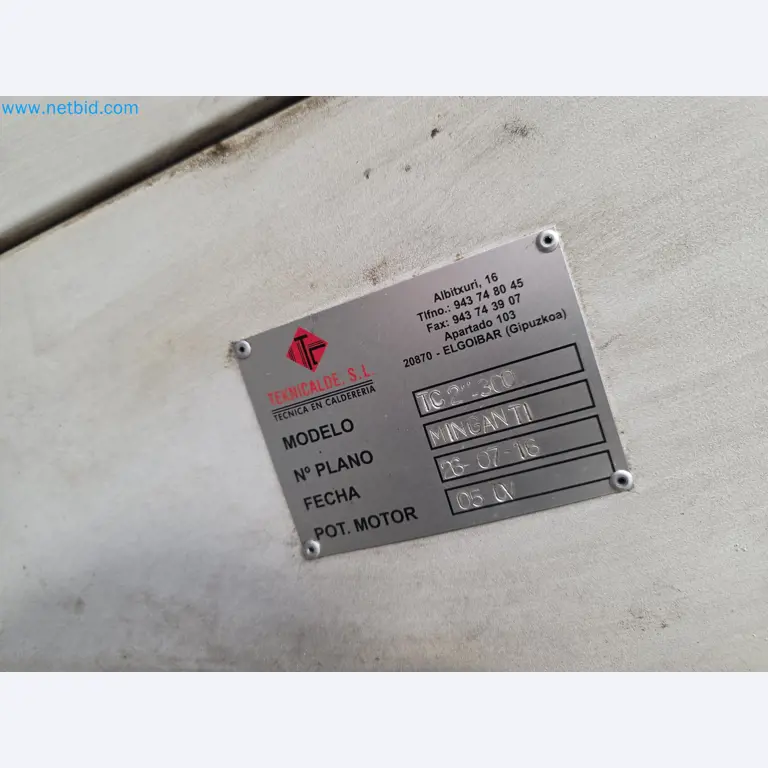 www.netbid.com
Albitxuri, 16
Tlfno.: 943 74 80 45
Fax: 943 74 39 07
Apartado 103
20870 - ELGOIBAR (Gipuzkoa)
TEKNICALDE, S.L.
TECNICA EN CALDERERIA
MODELO TC 2"-300
Nº PLANO MINGANTI
FECHA 26-07-16
POT. MOTOR 05 CV